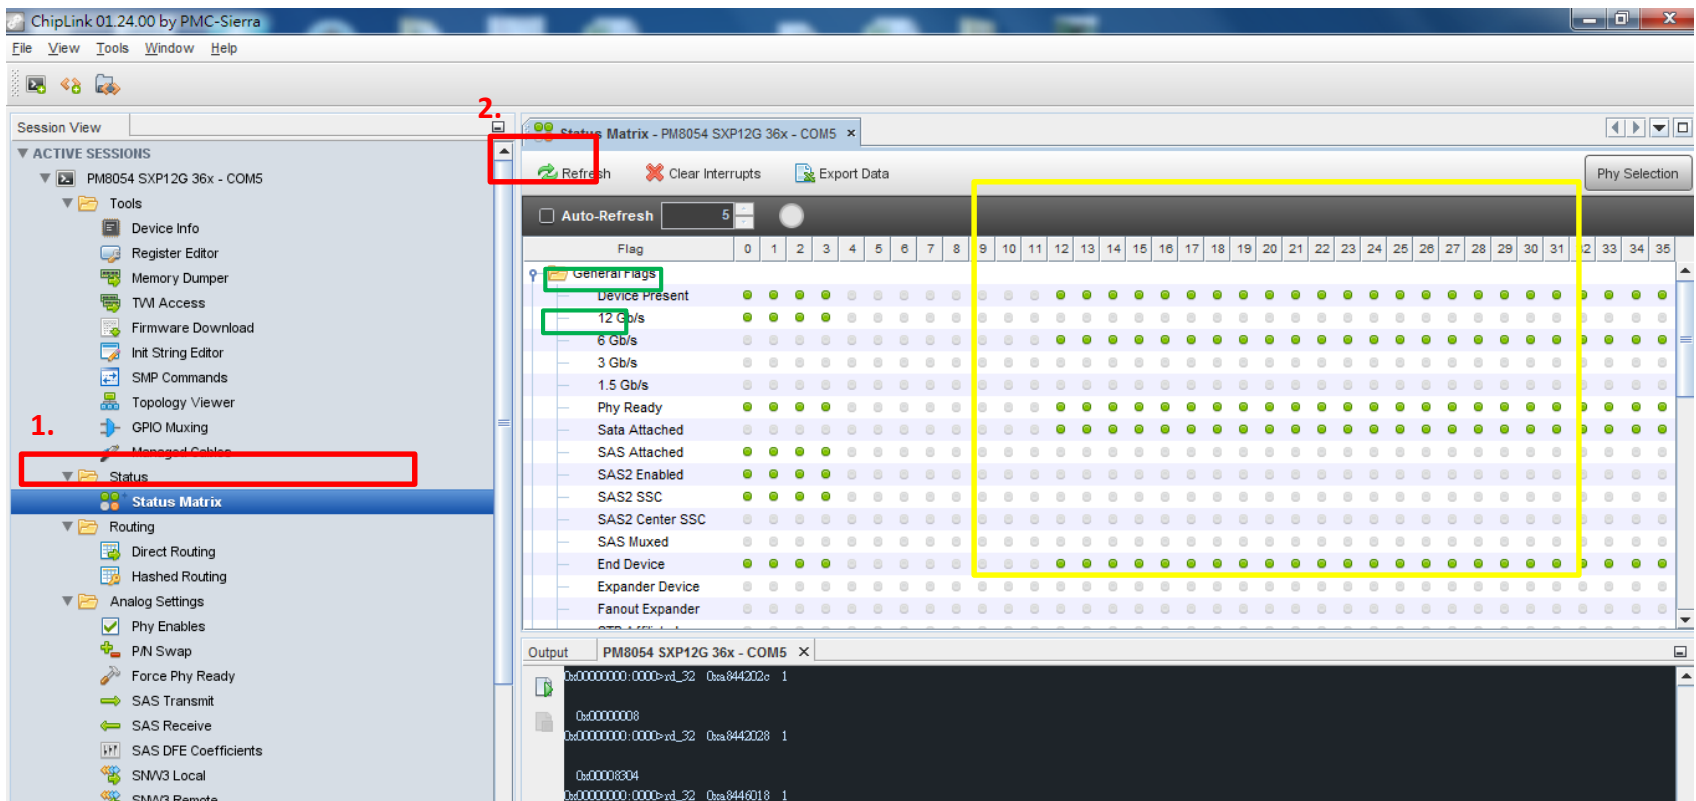 ChipLink 01.24.00 by PMC-Sierra
File View Tools Window Help
2.
Session View
ACTIVE SESSIONS
PM8054 SXP12G 36x - COM5
Tools
Device Info
Register Editor
Memory Dumper
TWI Access
Firmware Download
Init String Editor
SMP Commands
Topology Viewer
1.
GPIO Muxing
Managed Cables
Status
Status Matrix
Routing
Direct Routing
Hashed Routing
Analog Settings
Phy Enables
P/N Swap
Force Phy Ready
SAS Transmit
SAS Receive
SAS DFE Coefficients
SNW3 Local
SNW3 Remote
Status Matrix - PM8054 SXP12G 36x - COM5
Refresh Clear Interrupts Export Data Phy Selection
Auto-Refresh 5
Flag 0 1 2 3 4 5 6 7 8 9 10 11 12 13 14 15 16 17 18 19 20 21 22 23 24 25 26 27 28 29 30 31 32 33 34 35
General Flags
Device Present
12 Gb/s
6 Gb/s
3 Gb/s
1.5 Gb/s
Phy Ready
Sata Attached
SAS Attached
SAS2 Enabled
SAS2 SSC
SAS2 Center SSC
SAS Muxed
End Device
Expander Device
Fanout Expander
Output PM8054 SXP12G 36x - COM5
0x00000000:0000>rd_32 0xa844202c 1
0x00000008
0x00000000:0000>rd_32 0xa8442028 1
0x00008304
0x00000000:0000>rd_32 0xa8446018 1